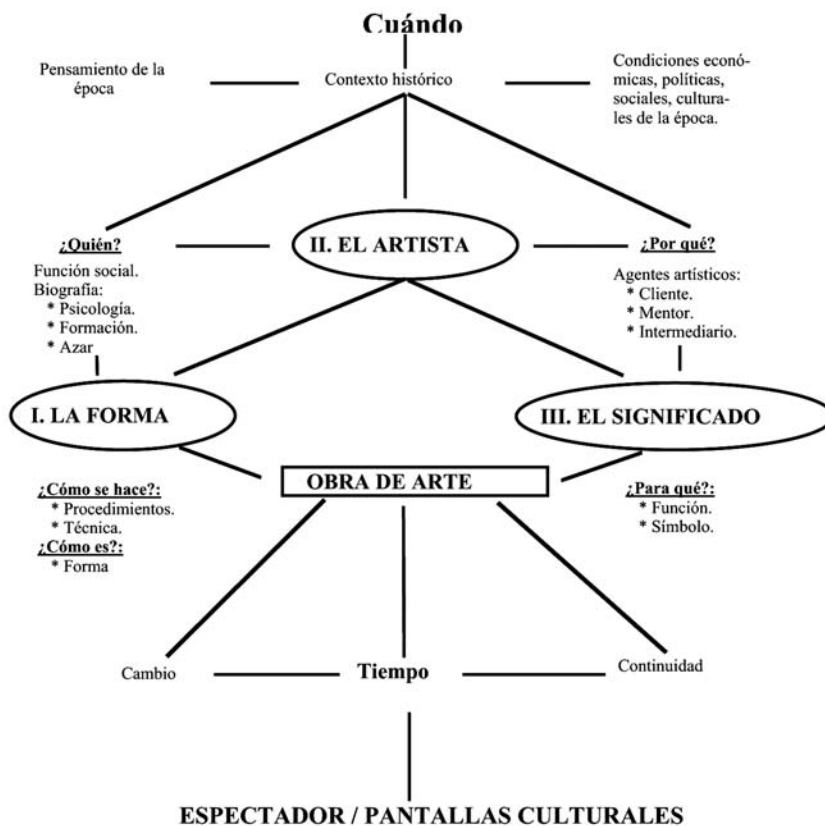 Cuándo
Pensamiento de la
época
Contexto histórico
Condiciones econó-
micas, políticas,
sociales, cultura-
les de la época.
¿Quién?
II. EL ARTISTA
¿Por qué?
Función social.
Biografía:
* Psicología.
* Formación.
* Azar
Agentes artísticos:
* Cliente.
* Mentor.
* Intermediario.
I. LA FORMA
III. EL SIGNIFICADO
OBRA DE ARTE
¿Cómo se hace?:
* Procedimientos.
* Técnica.
¿Cómo es?:
* Forma
¿Para qué?:
* Función.
* Símbolo.
Cambio
Tiempo
Continuidad
ESPECTADOR / PANTALLAS CULTURALES